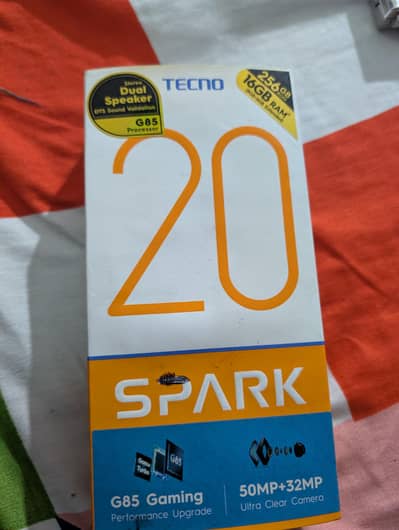 Stereo
Dual
Speaker
DTS Sound Validation
G85
Processor
TECNO
256GB
16GB RAM*
20
SPARK
G85
G85 Gaming
Performance Upgrade
50MP+32MP
Ultra Clear Camera